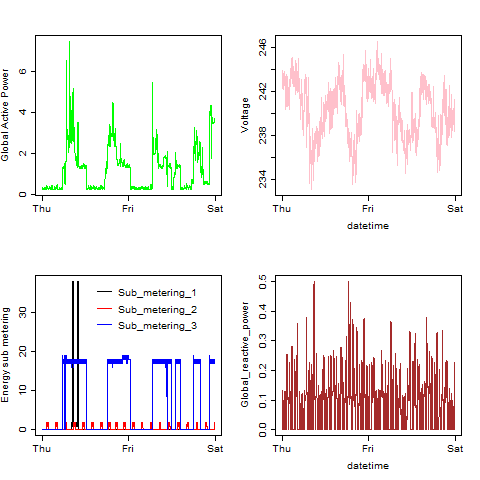 Global Active Power
0 2 4 6
Thu Fri Sat
Voltage
234 238 242 246
Thu Fri Sat
datetime
Energy sub metering
0 10 20 30
Sub_metering_1
Sub_metering_2
Sub_metering_3
Thu Fri Sat
Global_reactive_power
0.0 0.1 0.2 0.3 0.4 0.5
Thu Fri Sat
datetime